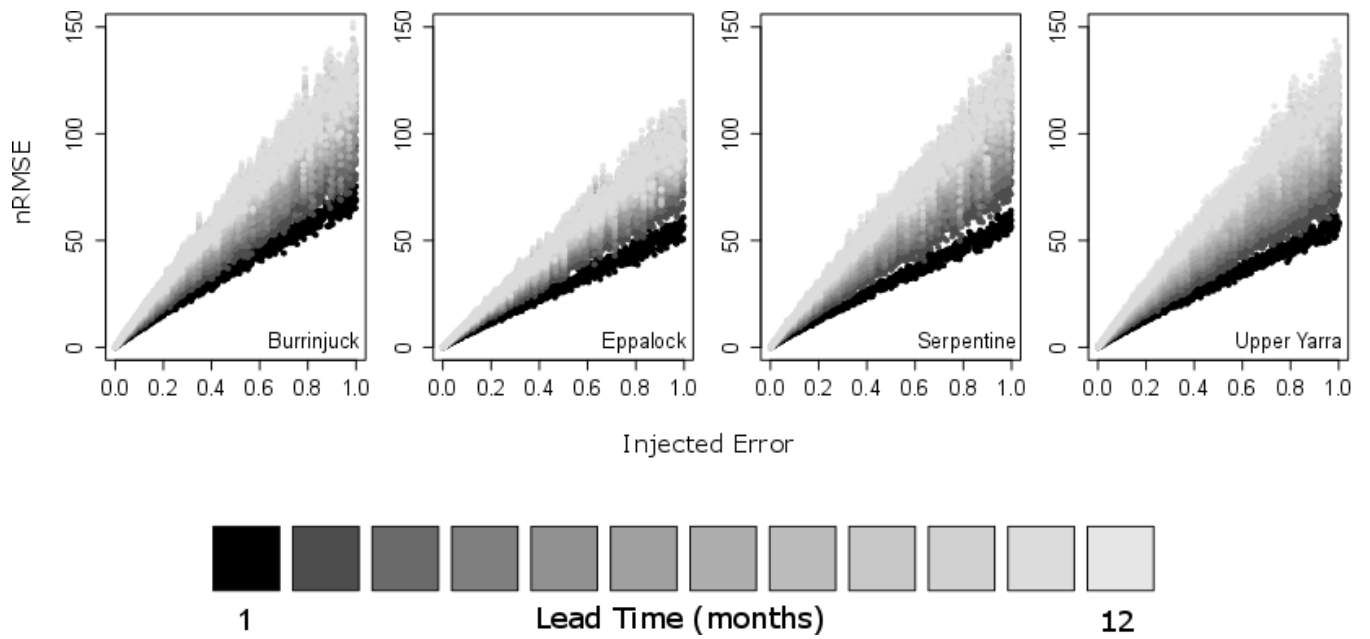 nRMSE
0 50 100 150
0 50 100 150
0 50 100 150
0 50 100 150
Burrinjuck
Eppalock
Serpentine
Upper Yarra
0.0 0.2 0.4 0.6 0.8 1.0
0.0 0.2 0.4 0.6 0.8 1.0
0.0 0.2 0.4 0.6 0.8 1.0
0.0 0.2 0.4 0.6 0.8 1.0
Injected Error
1 Lead Time (months) 12